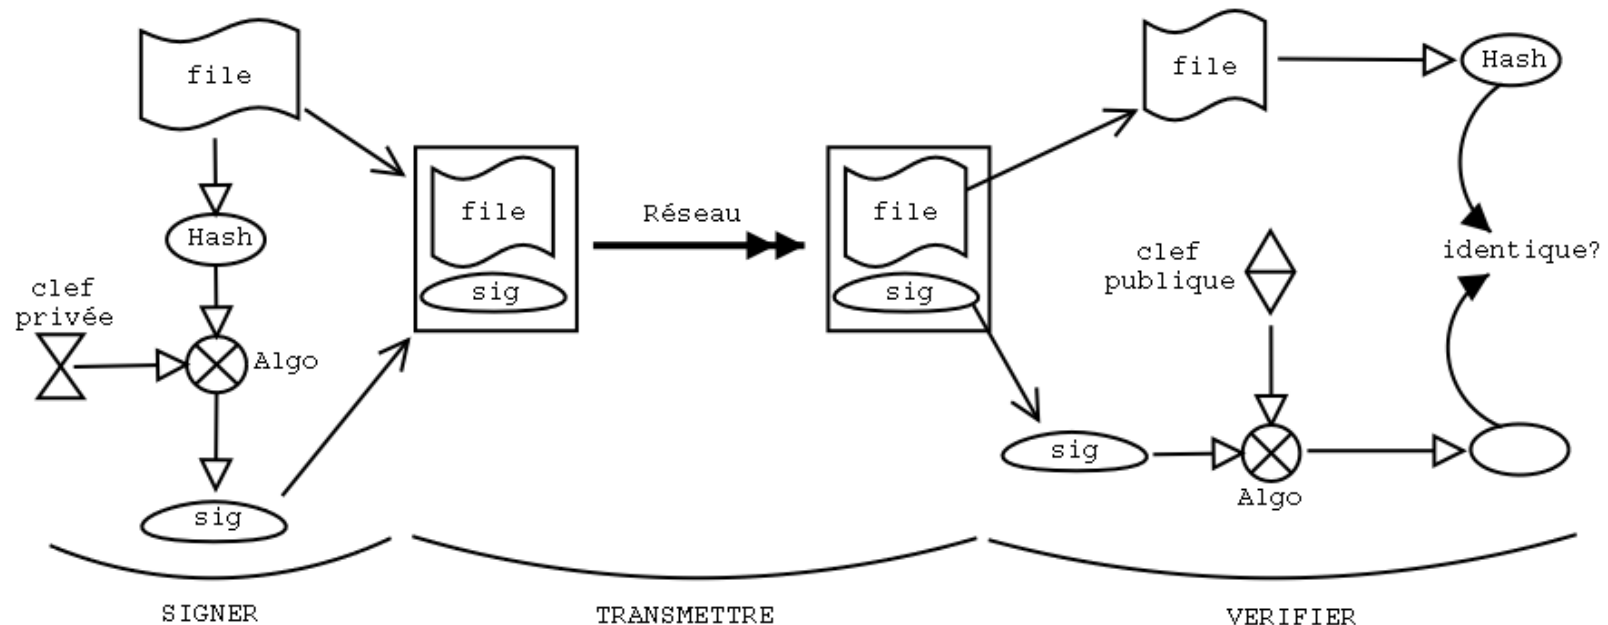 file
Hash
clef
privée
Algo
sig
SIGNER
file
sig
Réseau
file
sig
TRANSMETTRE
file
Hash
clef
publique
identique?
sig
Algo
VERIFIER